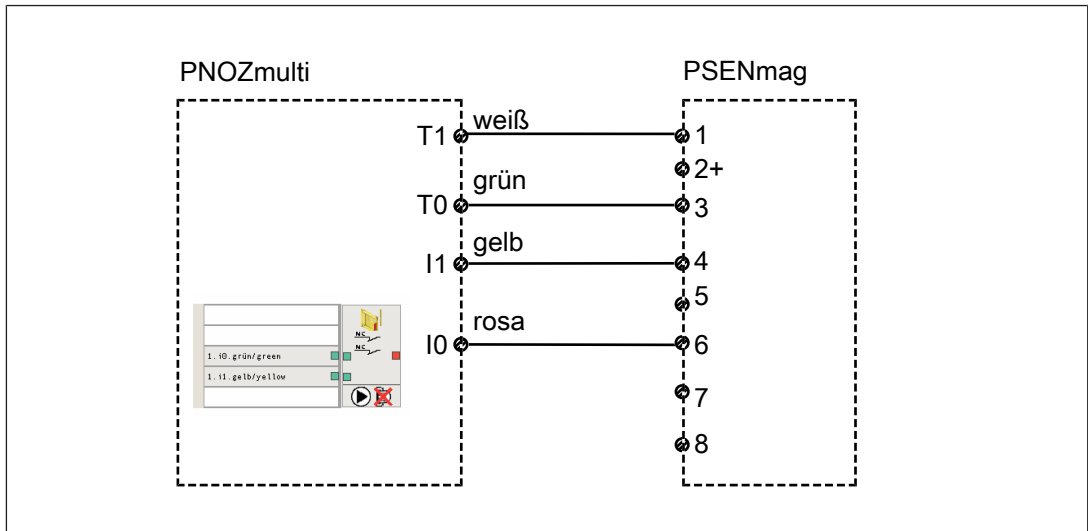 PNOZmulti
PSENmag
T1 weiß 1
2+
T0 grün 3
I1 gelb 4
5
I0 rosa 6
7
8
NC
NC
1.i0.grün/green
1.i1.gelb/yellow